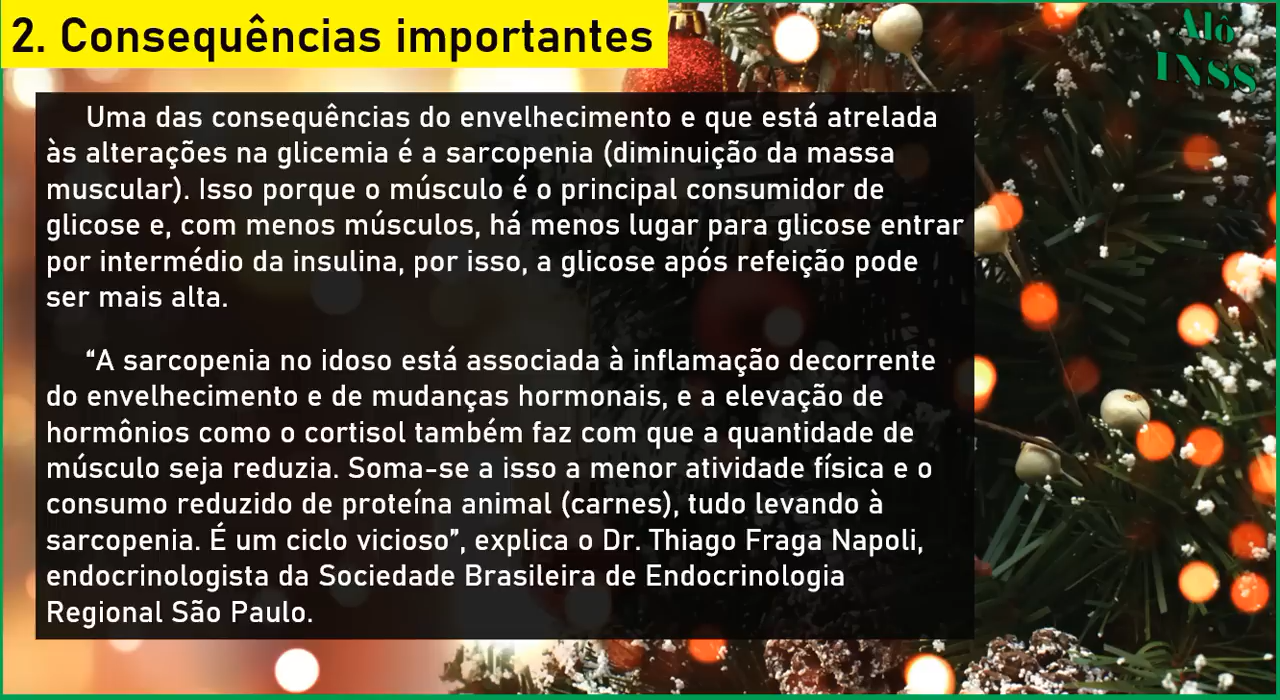 2. Consequências importantes
Alô
INSS
Uma das consequências do envelhecimento e que está atrelada
às alterações na glicemia é a sarcopenia (diminuição da massa
muscular). Isso porque o músculo é o principal consumidor de
glicose e, com menos músculos, há menos lugar para glicose entrar
por intermédio da insulina, por isso, a glicose após refeição pode
ser mais alta.
“A sarcopenia no idoso está associada à inflamação decorrente
do envelhecimento e de mudanças hormonais, e a elevação de
hormônios como o cortisol também faz com que a quantidade de
músculo seja reduzia. Soma-se a isso a menor atividade física e o
consumo reduzido de proteína animal (carnes), tudo levando à
sarcopenia. É um ciclo vicioso”, explica o Dr. Thiago Fraga Napoli,
endocrinologista da Sociedade Brasileira de Endocrinologia
Regional São Paulo.